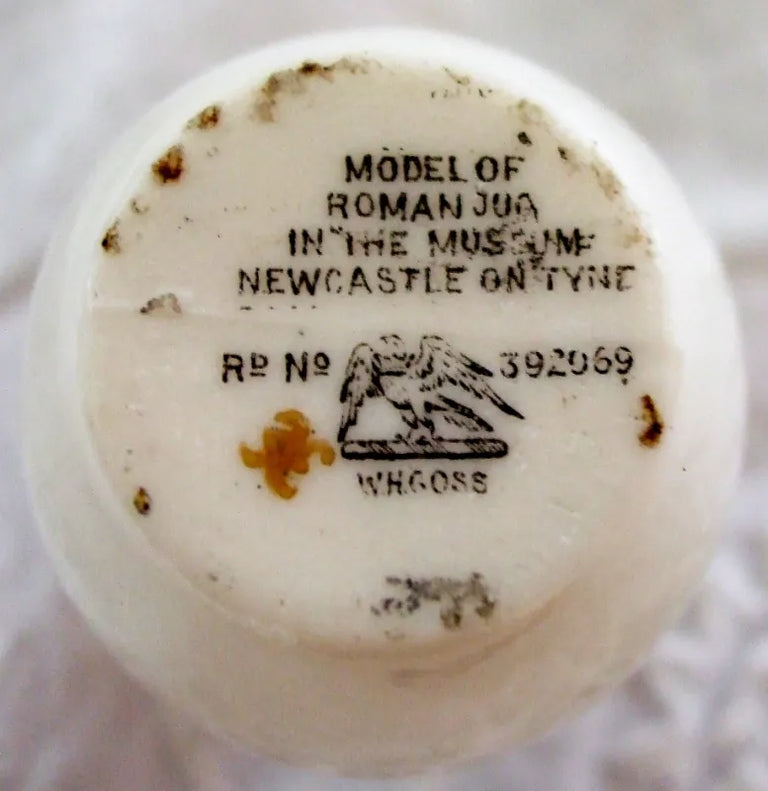 MODEL OF
ROMAN JUG
IN THE MUSEUM
NEWCASTLE ON TYNE
Rᴰ Nº 392069
W.H.GOSS